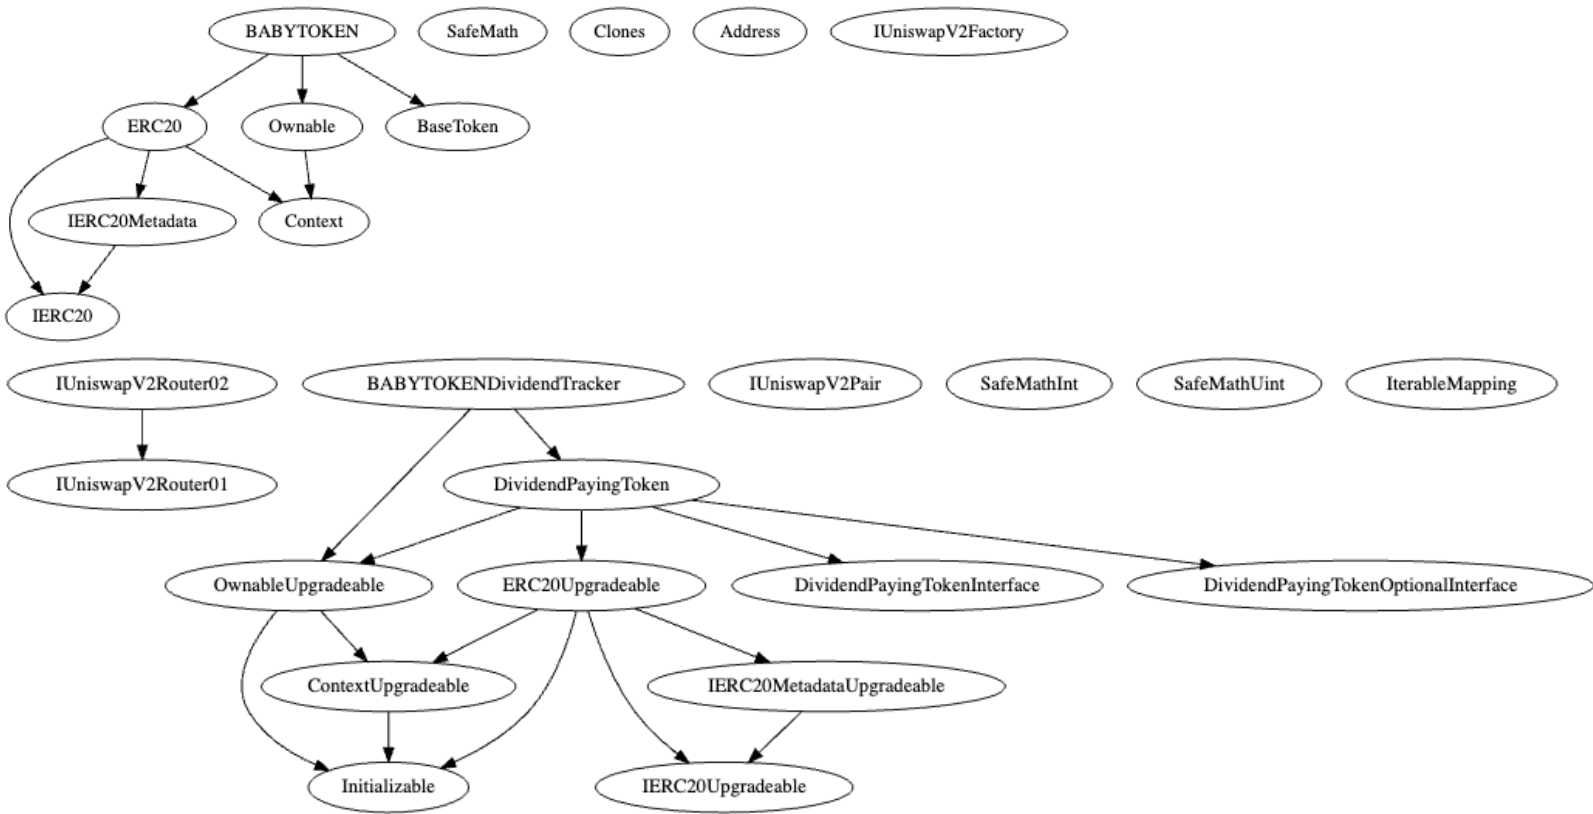 BABYTOKEN
SafeMath
Clones
Address
IUniswapV2Factory
ERC20
Ownable
BaseToken
IERC20Metadata
Context
IERC20
IUniswapV2Router02
BABYTOKENDividendTracker
IUniswapV2Pair
SafeMathInt
SafeMathUint
IterableMapping
IUniswapV2Router01
DividendPayingToken
OwnableUpgradeable
ERC20Upgradeable
DividendPayingTokenInterface
DividendPayingTokenOptionalInterface
ContextUpgradeable
IERC20MetadataUpgradeable
Initializable
IERC20Upgradeable